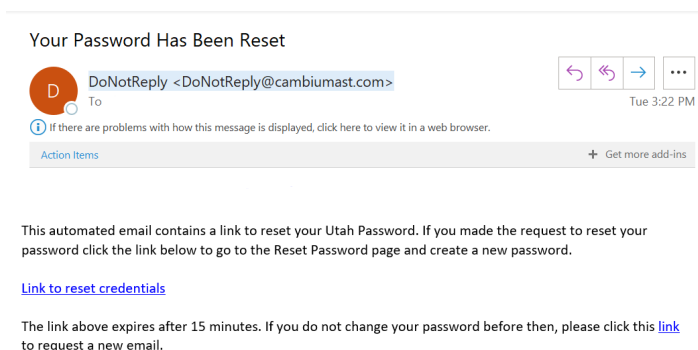 Your Password Has Been Reset
D
DoNotReply <DoNotReply@cambiumast.com>
To
Tue 3:22 PM
If there are problems with how this message is displayed, click here to view it in a web browser.
Action Items
+ Get more add-ins
This automated email contains a link to reset your Utah Password. If you made the request to reset your
password click the link below to go to the Reset Password page and create a new password.
Link to reset credentials
The link above expires after 15 minutes. If you do not change your password before then, please click this link
to request a new email.